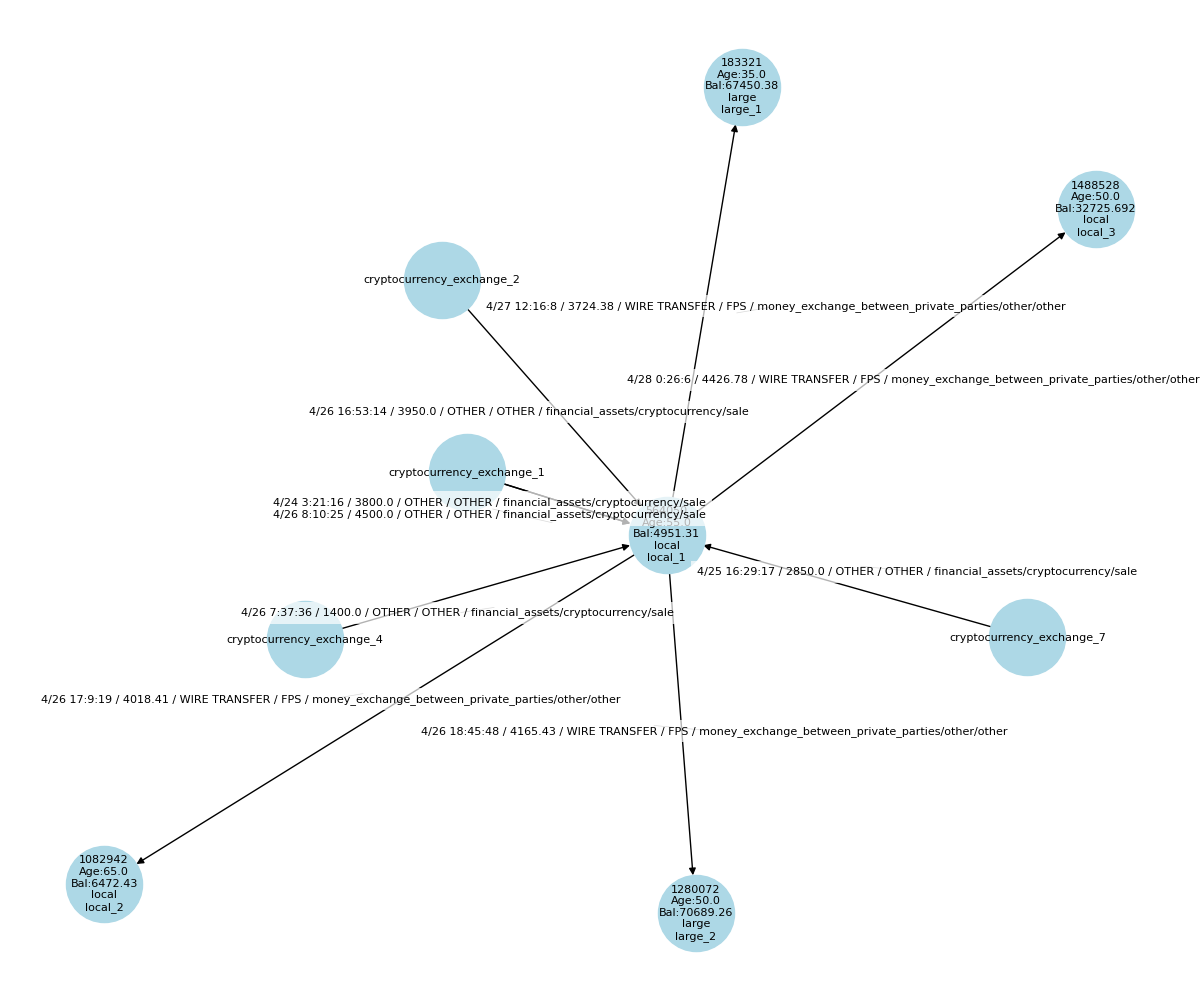 183321
Age:35.0
Bal:67450.38
large
large_1
1488528
Age:50.0
Bal:32725.692
local
local_3
cryptocurrency_exchange_2
4/27 12:16:8 / 3724.38 / WIRE TRANSFER / FPS / money_exchange_between_private_parties/other/other
4/28 0:26:6 / 4426.78 / WIRE TRANSFER / FPS / money_exchange_between_private_parties/other/other
4/26 16:53:14 / 3950.0 / OTHER / OTHER / financial_assets/cryptocurrency/sale
cryptocurrency_exchange_1
4/24 3:21:16 / 3800.0 / OTHER / OTHER / financial_assets/cryptocurrency/sale
4/26 8:10:25 / 4500.0 / OTHER / OTHER / financial_assets/cryptocurrency/sale
Age:55.0
Bal:4951.31
local
local_1
4/25 16:29:17 / 2850.0 / OTHER / OTHER / financial_assets/cryptocurrency/sale
4/26 7:37:36 / 1400.0 / OTHER / OTHER / financial_assets/cryptocurrency/sale
cryptocurrency_exchange_4
cryptocurrency_exchange_7
4/26 17:9:19 / 4018.41 / WIRE TRANSFER / FPS / money_exchange_between_private_parties/other/other
4/26 18:45:48 / 4165.43 / WIRE TRANSFER / FPS / money_exchange_between_private_parties/other/other
1082942
Age:65.0
Bal:6472.43
local
local_2
1280072
Age:50.0
Bal:70689.26
large
large_2